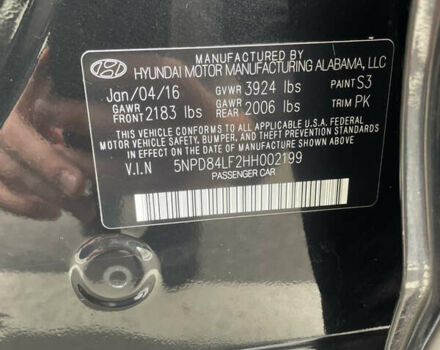 MANUFACTURED BY
HYUNDAI MOTOR MANUFACTURING ALABAMA, LLC
Jan/04/16 GVWR 3924 lbs PAINT S3
GAWR FRONT 2183 lbs GAWR REAR 2006 lbs TRIM PK
THIS VEHICLE CONFORMS TO ALL APPLICABLE U.S.A. FEDERAL
MOTOR VEHICLE SAFETY, BUMPER, AND THEFT PREVENTION
STANDARDS IN EFFECT ON THE DATE OF MANUFACTURE SHOWN ABOVE.
V.I.N 5NPD84LF2HH002199
PASSENGER CAR